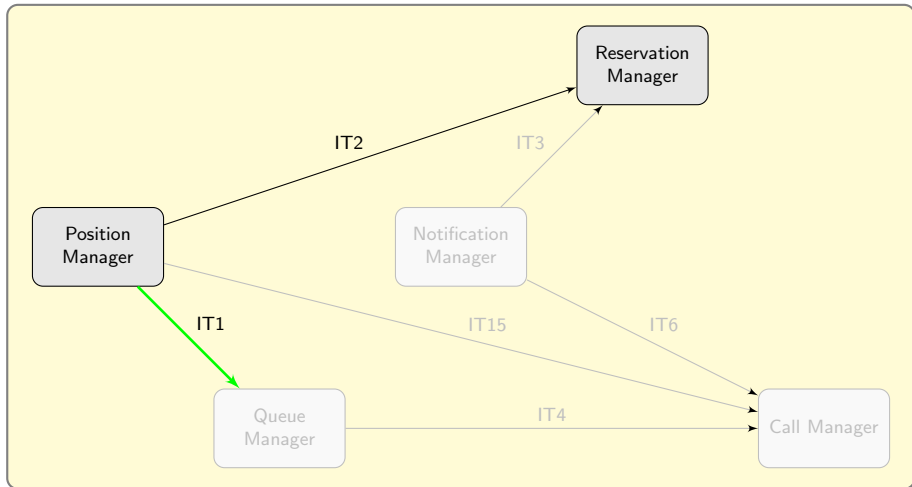 Reservation
Manager
IT2
IT3
Position
Manager
Notification
Manager
IT1
IT15
IT6
Queue
Manager
IT4
Call Manager